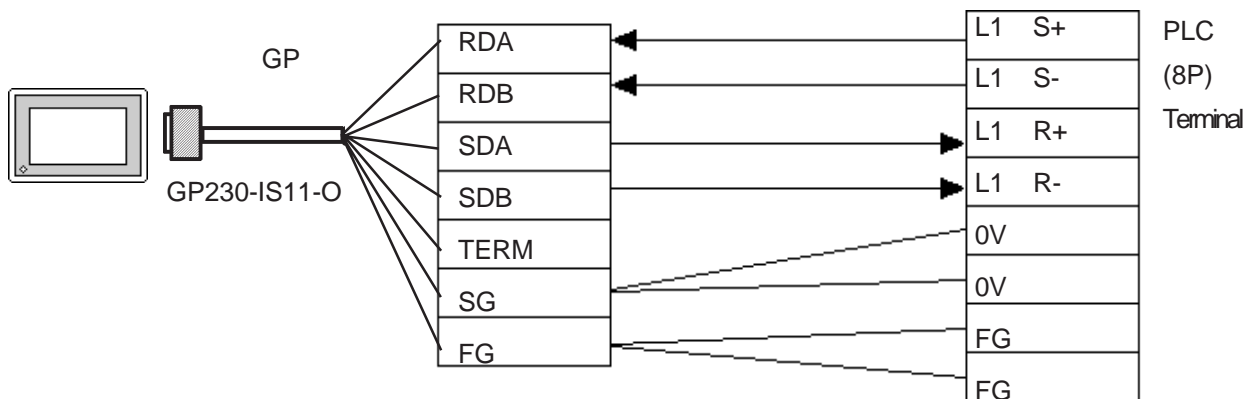 GP
GP230-IS11-O
RDA
RDB
SDA
SDB
TERM
SG
FG
L1 S+
L1 S-
L1 R+
L1 R-
0V
0V
FG
FG
PLC
(8P)
Terminal